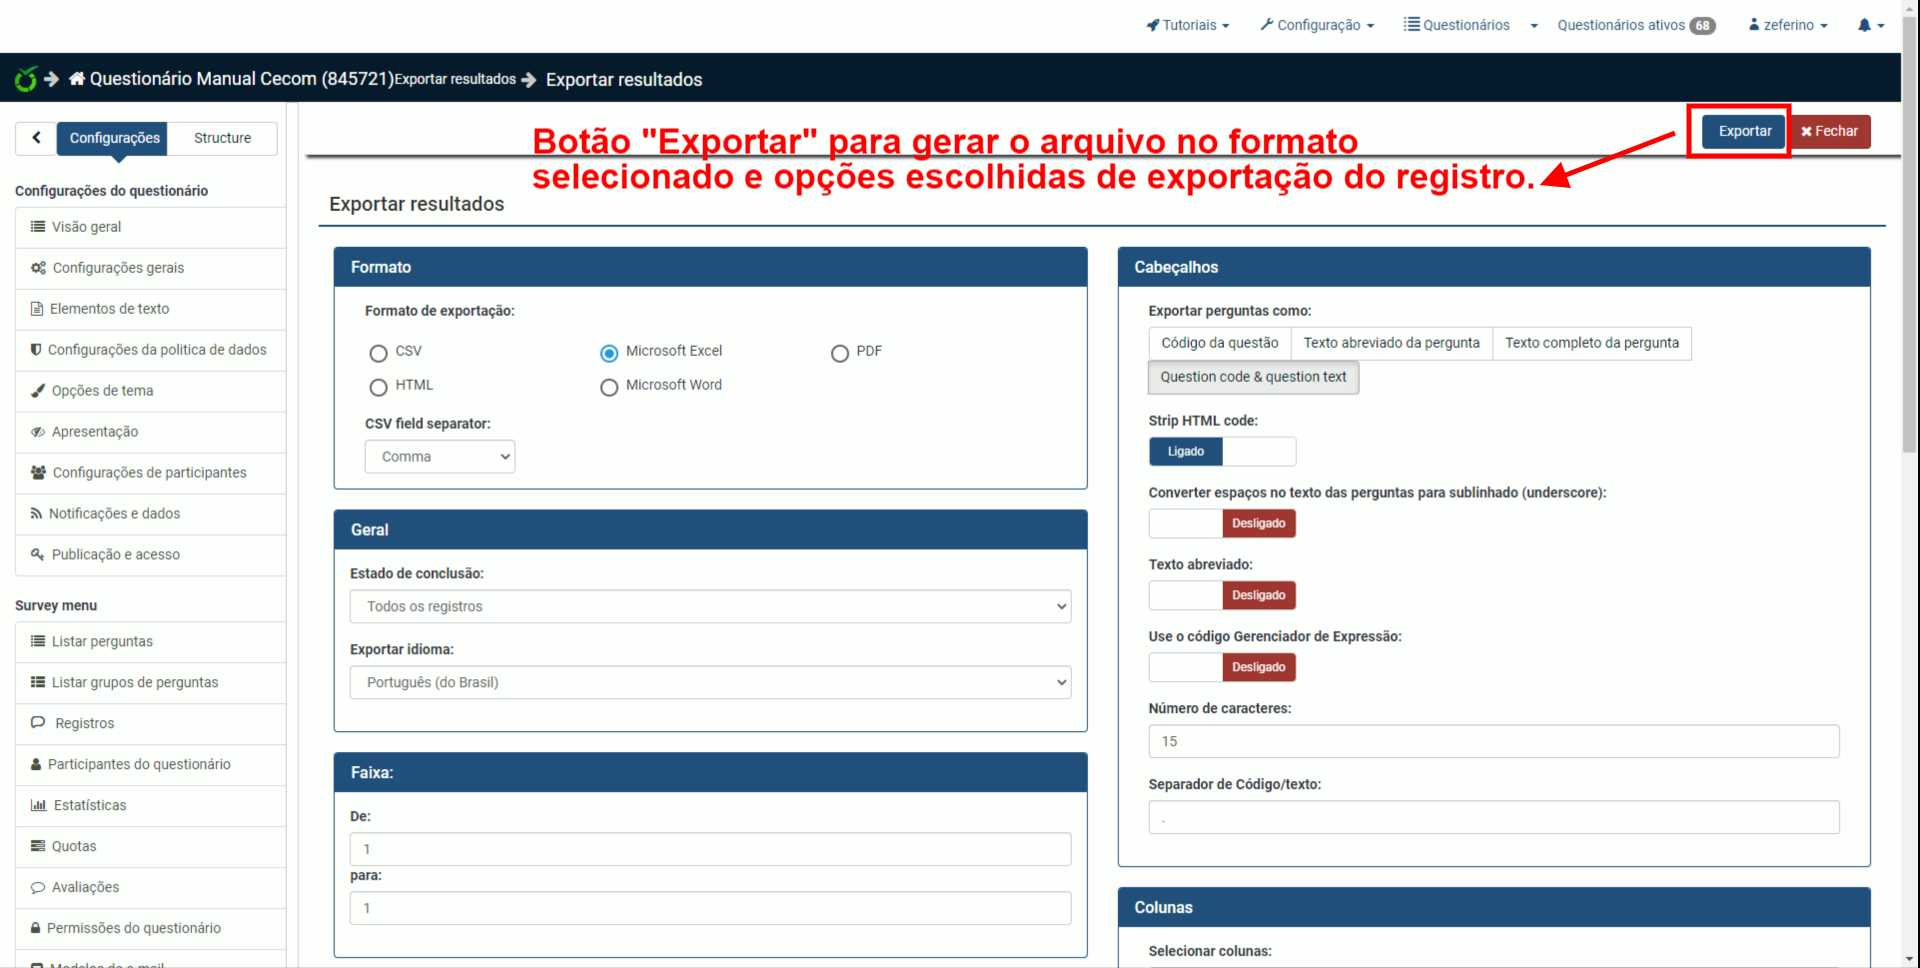 Tutoriais
Configuração
Questionários
Questionários ativos 68
zeferino
Questionário Manual Cecom (845721)Exportar resultados
Exportar resultados
Configurações
Structure
Botão "Exportar" para gerar o arquivo no formato
selecionado e opções escolhidas de exportação do registro.
Exportar
Fechar
Configurações do questionário
Visão geral
Configurações gerais
Elementos de texto
Configurações da politica de dados
Opções de tema
Apresentação
Configurações de participantes
Notificações e dados
Publicação e acesso
Survey menu
Listar perguntas
Listar grupos de perguntas
Registros
Participantes do questionário
Estatísticas
Quotas
Avaliações
Permissões do questionário
Exportar resultados
Formato
Formato de exportação:
CSV
Microsoft Excel
PDF
HTML
Microsoft Word
CSV field separator:
Comma
Geral
Estado de conclusão:
Todos os registros
Exportar idioma:
Português (do Brasil)
Faixa:
De:
1
para:
1
Cabeçalhos
Exportar perguntas como:
Código da questão
Texto abreviado da pergunta
Texto completo da pergunta
Question code & question text
Strip HTML code:
Ligado
Converter espaços no texto das perguntas para sublinhado (underscore):
Desligado
Texto abreviado:
Desligado
Use o código Gerenciador de Expressão:
Desligado
Número de caracteres:
15
Separador de Código/texto:
.
Colunas
Selecionar colunas: